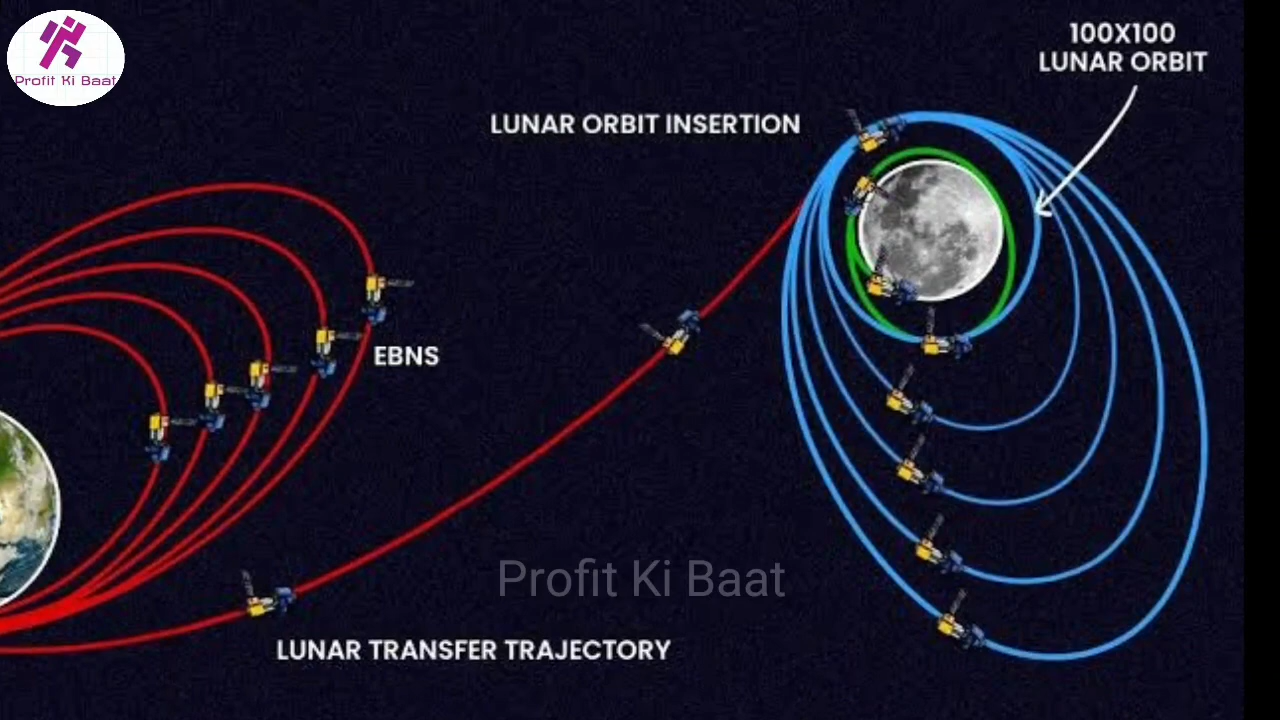 Profit Ki Baat
100X100
LUNAR ORBIT
LUNAR ORBIT INSERTION
EBNS
Profit Ki Baat
LUNAR TRANSFER TRAJECTORY